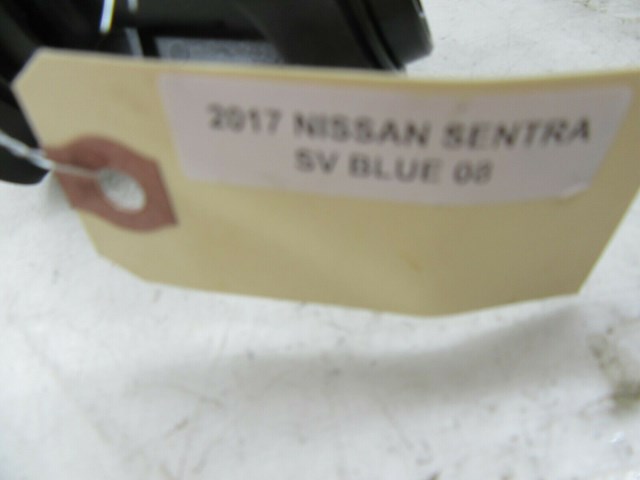 2017 NISSAN SENTRA
SV BLUE 08